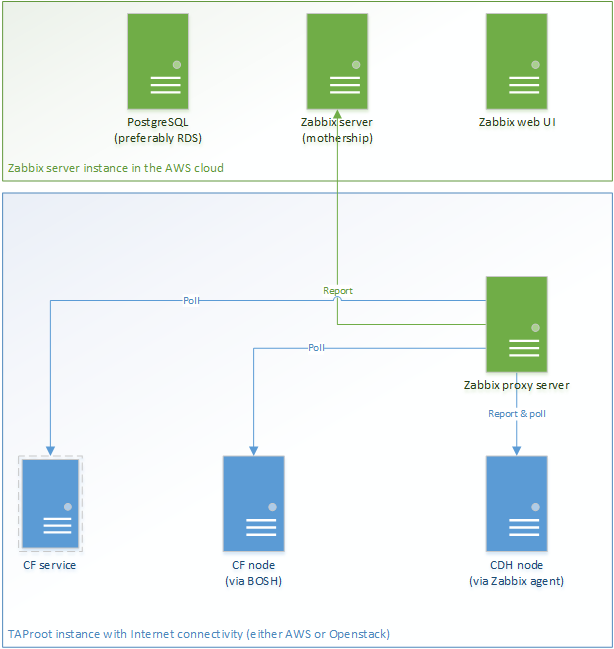 PostgreSQL
(preferably RDS)
Zabbix server
(mothership)
Zabbix web UI
Zabbix server instance in the AWS cloud
Report
Poll
Poll
Zabbix proxy server
Report & poll
CF service
CF node
(via BOSH)
CDH node
(via Zabbix agent)
TAProot instance with Internet connectivity (either AWS or Openstack)